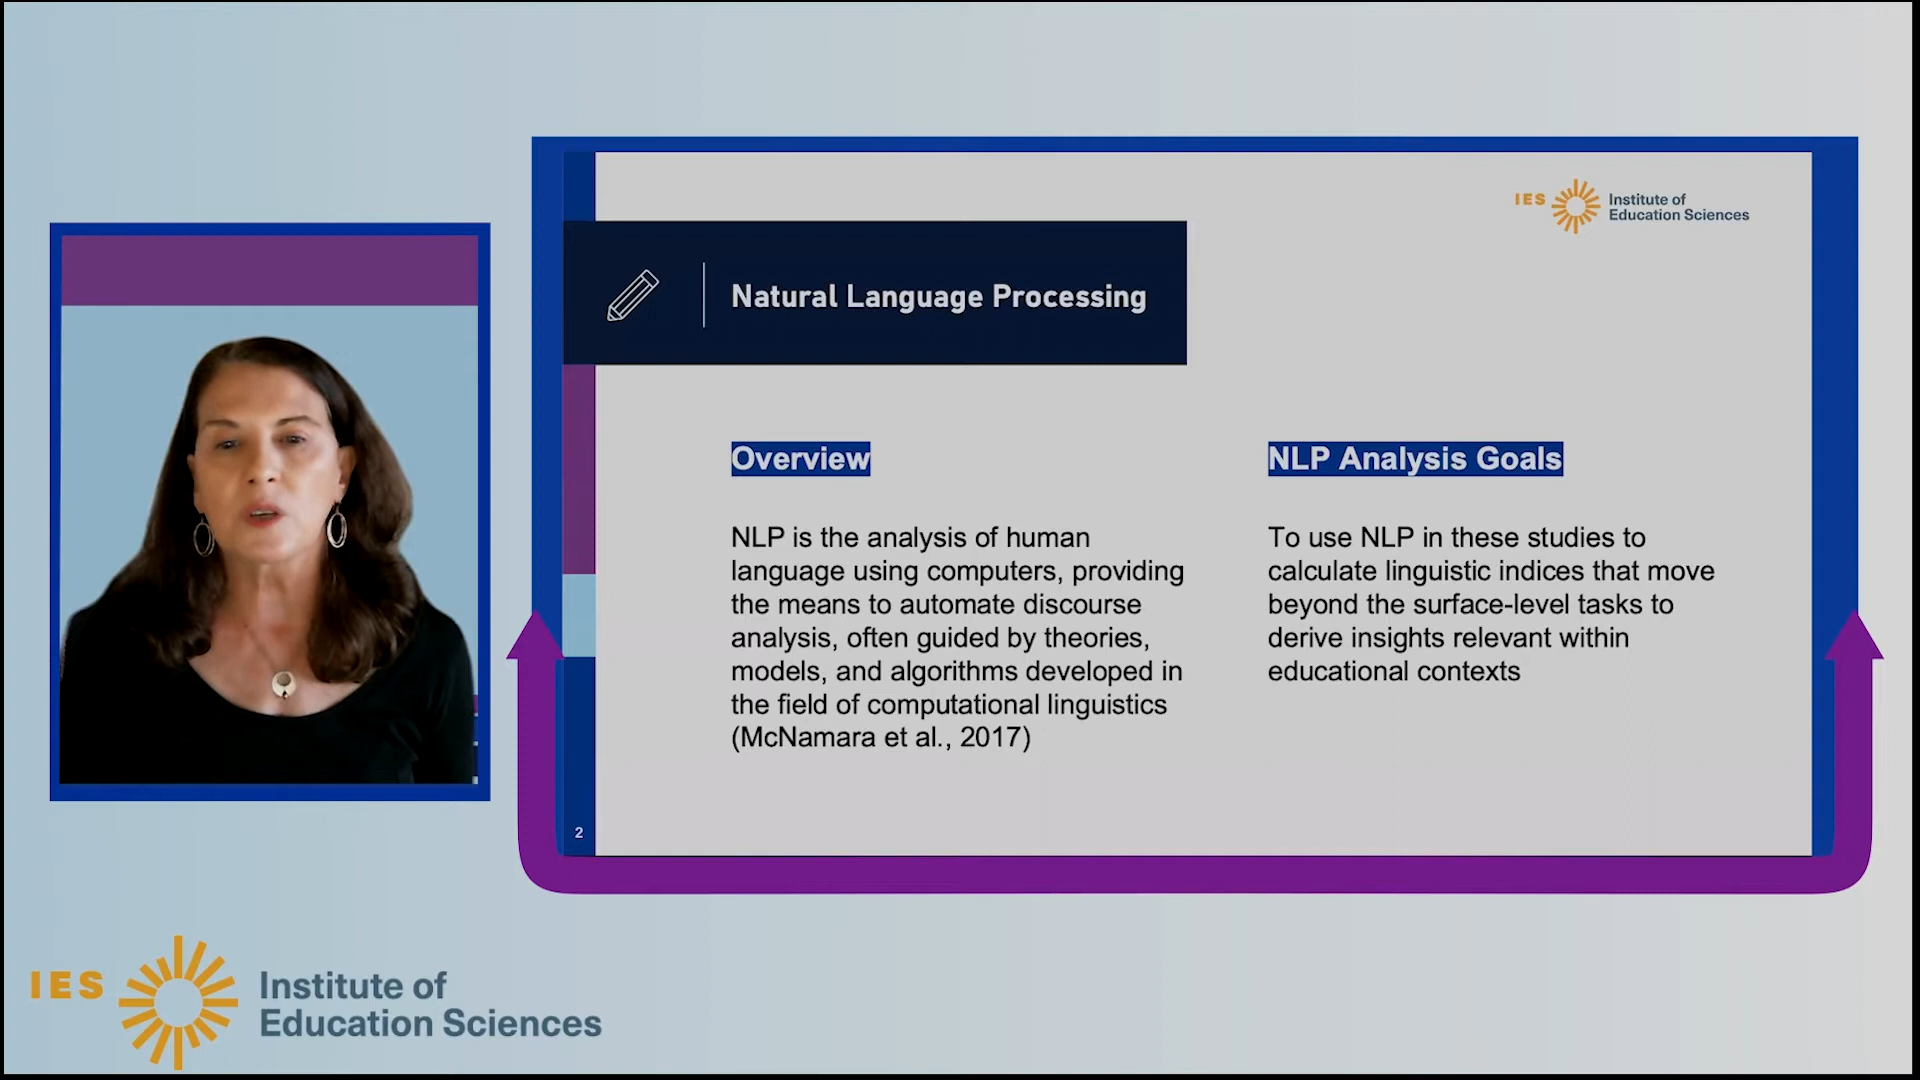 IES Institute of
Education Sciences
Natural Language Processing
Overview
NLP is the analysis of human
language using computers, providing
the means to automate discourse
analysis, often guided by theories,
models, and algorithms developed in
the field of computational linguistics
(McNamara et al., 2017)
NLP Analysis Goals
To use NLP in these studies to
calculate linguistic indices that move
beyond the surface-level tasks to
derive insights relevant within
educational contexts
2
IES Institute of
Education Sciences